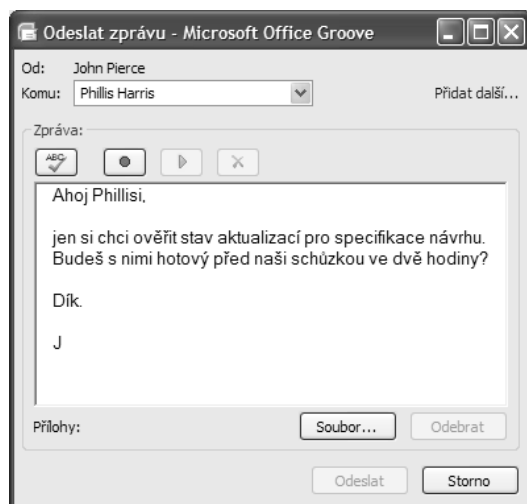 Odeslat zprávu - Microsoft Office Groove
Od: John Pierce
Komu: Phillis Harris Přidat další...
Zpráva:
ABC
Ahoj Phillisi,
jen si chci ověřit stav aktualizací pro specifikace návrhu.
Budeš s nimi hotový před naši schůzkou ve dvě hodiny?
Dík.
J
Přílohy: Soubor... Odebrat
Odeslat Storno